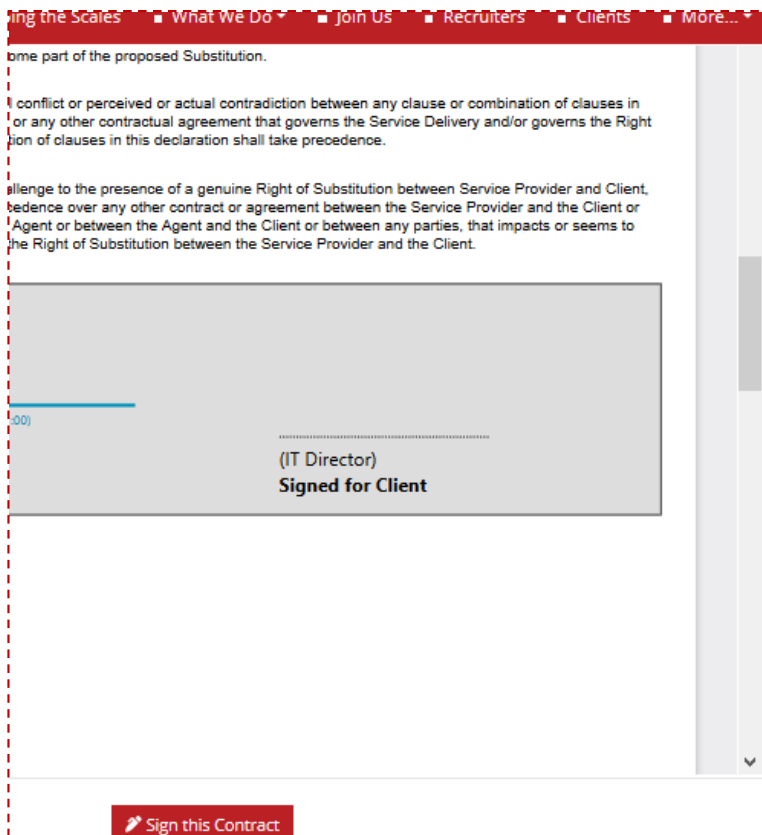 ing the Scales What We Do Join Us Recruiters Clients More...
ome part of the proposed Substitution.
l conflict or perceived or actual contradiction between any clause or combination of clauses in
or any other contractual agreement that governs the Service Delivery and/or governs the Right
tion of clauses in this declaration shall take precedence.
allenge to the presence of a genuine Right of Substitution between Service Provider and Client,
cedence over any other contract or agreement between the Service Provider and the Client or
Agent or between the Agent and the Client or between any parties, that impacts or seems to
the Right of Substitution between the Service Provider and the Client.
:00)
(IT Director)
Signed for Client
Sign this Contract